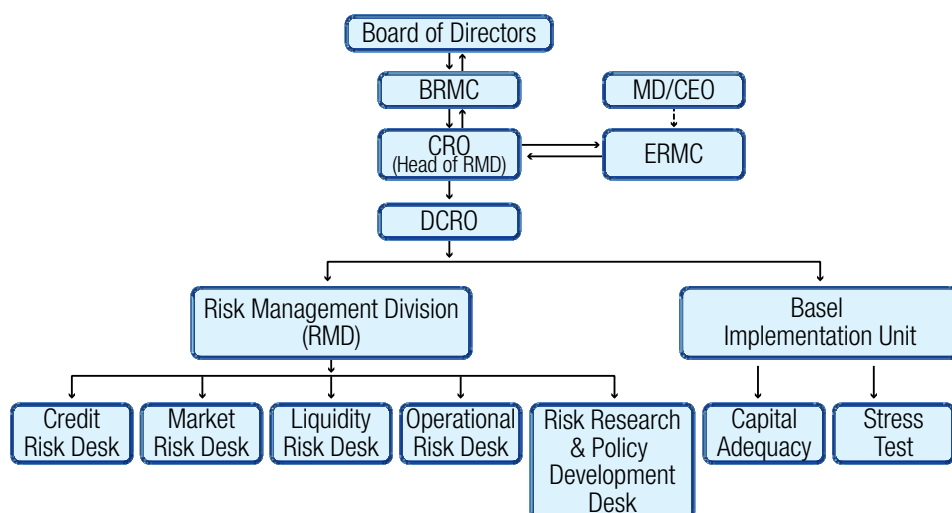 Board of Directors
BRMC
MD/CEO
CRO
(Head of RMD)
ERMC
DCRO
Risk Management Division
(RMD)
Basel
Implementation Unit
Credit
Risk Desk
Market
Risk Desk
Liquidity
Risk Desk
Operational
Risk Desk
Risk Research
& Policy
Development
Desk
Capital
Adequacy
Stress
Test